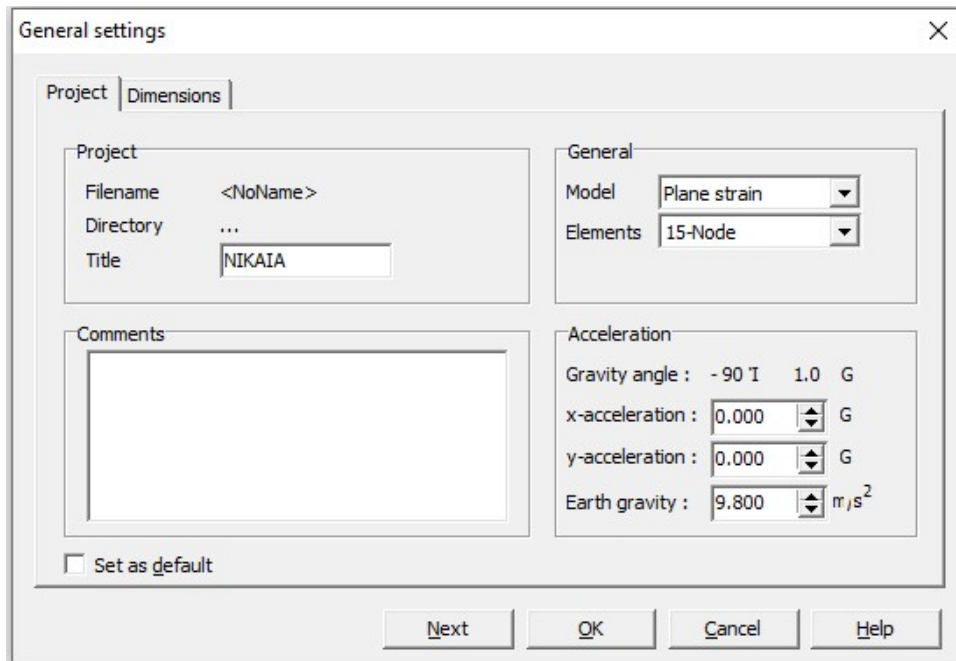 General settings
Project
Dimensions
Project
Filename <NoName>
Directory ...
Title NIKAIA
General
Model Plane strain
Elements 15-Node
Comments
Acceleration
Gravity angle : - 90 'I 1.0 G
x-acceleration : 0.000 G
y-acceleration : 0.000 G
Earth gravity : 9.800 m/s²
Set as default
Next
OK
Cancel
Help